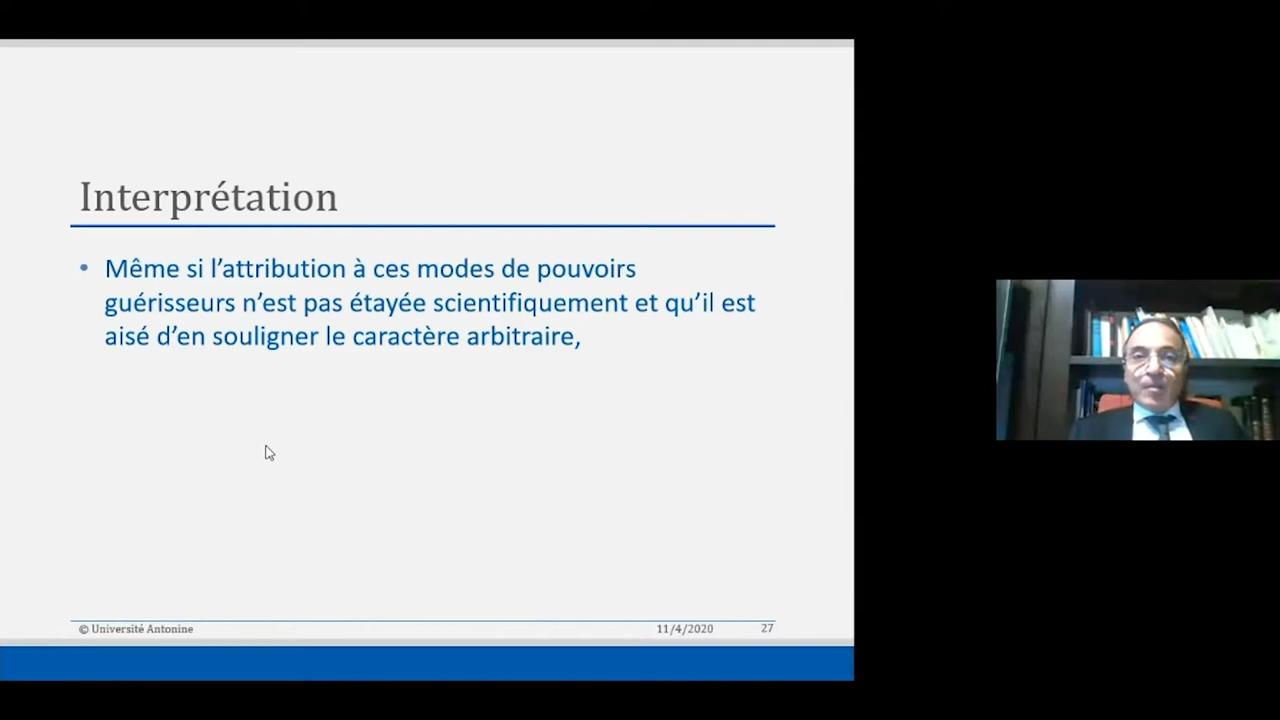 Interprétation
• Même si l’attribution à ces modes de pouvoirs
guérisseurs n’est pas étayée scientifiquement et qu’il est
aisé d’en souligner le caractère arbitraire,
© Université Antonine 11/4/2020 27